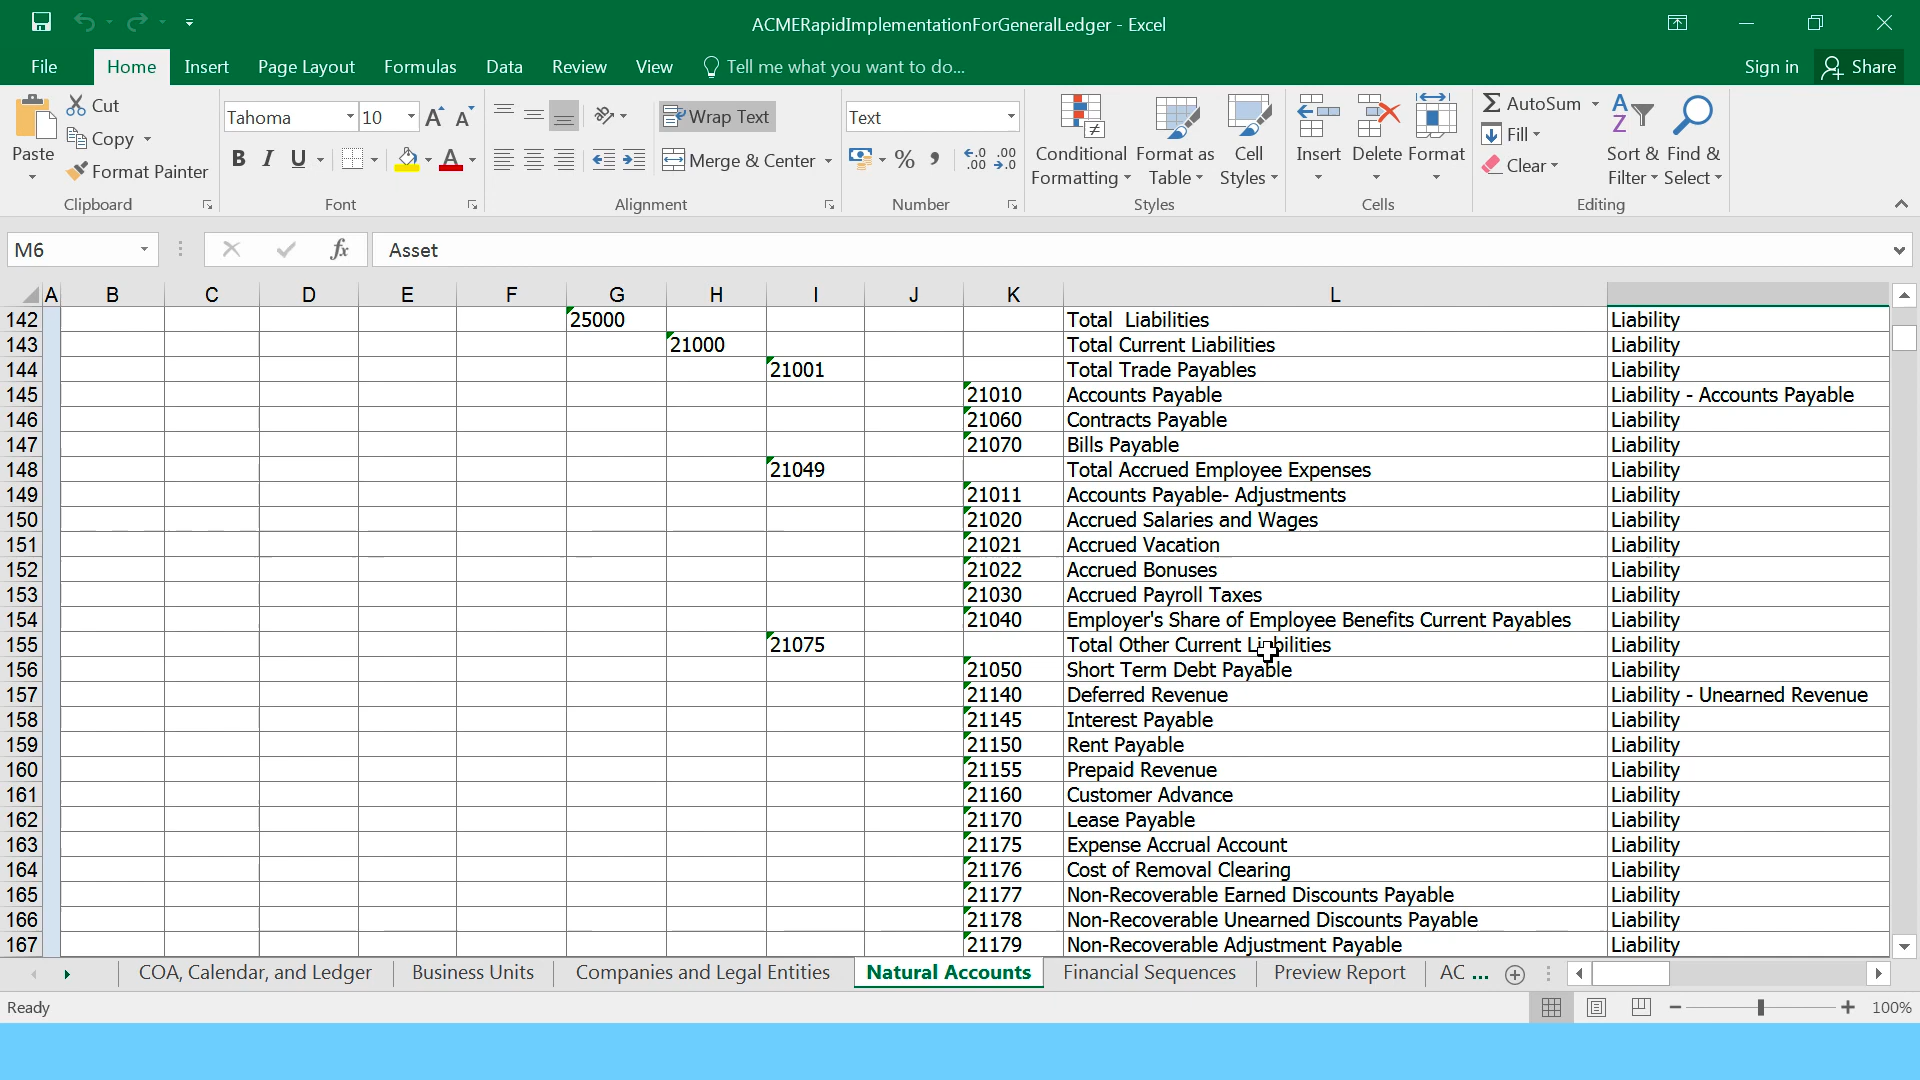 ACMERapidImplementationForGeneralLedger - Excel
File Home Insert Page Layout Formulas Data Review View Tell me what you want to do... Sign in Share
Paste Cut Copy Format Painter Clipboard
Tahoma 10 B I U A Font
Wrap Text Merge & Center Alignment
Text % , .0 .00 Number
Conditional Formatting Format as Table Cell Styles Styles
Insert Delete Format Cells
AutoSum Fill Clear Sort & Filter Find & Select Editing
M6 fx Asset
A B C D E F G H I J K L
142 25000 Total Liabilities Liability
143 21000 Total Current Liabilities Liability
144 21001 Total Trade Payables Liability
145 21010 Accounts Payable Liability - Accounts Payable
146 21060 Contracts Payable Liability
147 21070 Bills Payable Liability
148 21049 Total Accrued Employee Expenses Liability
149 21011 Accounts Payable- Adjustments Liability
150 21020 Accrued Salaries and Wages Liability
151 21021 Accrued Vacation Liability
152 21022 Accrued Bonuses Liability
153 21030 Accrued Payroll Taxes Liability
154 21040 Employer's Share of Employee Benefits Current Payables Liability
155 21075 Total Other Current Liabilities Liability
156 21050 Short Term Debt Payable Liability
157 21140 Deferred Revenue Liability - Unearned Revenue
158 21145 Interest Payable Liability
159 21150 Rent Payable Liability
160 21155 Prepaid Revenue Liability
161 21160 Customer Advance Liability
162 21170 Lease Payable Liability
163 21175 Expense Accrual Account Liability
164 21176 Cost of Removal Clearing Liability
165 21177 Non-Recoverable Earned Discounts Payable Liability
166 21178 Non-Recoverable Unearned Discounts Payable Liability
167 21179 Non-Recoverable Adjustment Payable Liability
COA, Calendar, and Ledger Business Units Companies and Legal Entities Natural Accounts Financial Sequences Preview Report AC ...
Ready 100%